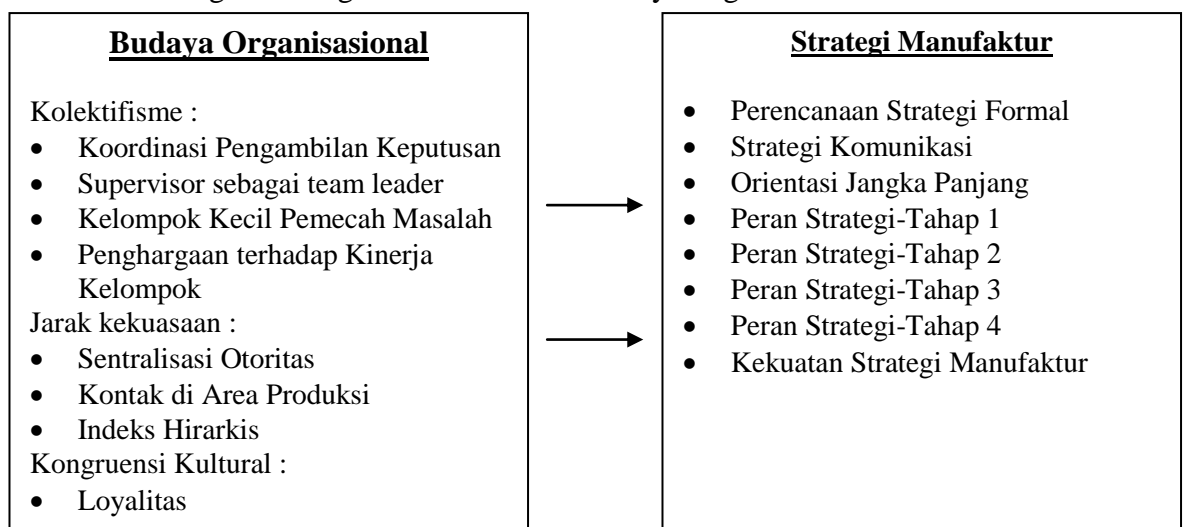 Budaya Organisasional
Kolektifisme :
• Koordinasi Pengambilan Keputusan
• Supervisor sebagai team leader
• Kelompok Kecil Pemecah Masalah
• Penghargaan terhadap Kinerja
Kelompok
Jarak kekuasaan :
• Sentralisasi Otoritas
• Kontak di Area Produksi
• Indeks Hirarkis
Kongruensi Kultural :
• Loyalitas
Strategi Manufaktur
• Perencanaan Strategi Formal
• Strategi Komunikasi
• Orientasi Jangka Panjang
• Peran Strategi-Tahap 1
• Peran Strategi-Tahap 2
• Peran Strategi-Tahap 3
• Peran Strategi-Tahap 4
• Kekuatan Strategi Manufaktur